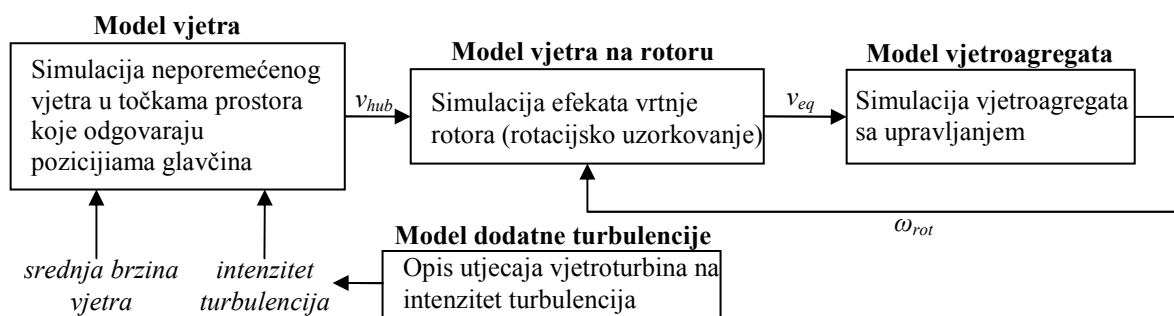 Model vjetra
Simulacija neporemećenog
vjetra u točkama prostora
koje odgovaraju
pozicijiama glavčina
v_hub
Model vjetra na rotoru
Simulacija efekata vrtnje
rotora (rotacijsko uzorkovanje)
v_eq
Model vjetroagregata
Simulacija vjetroagregata
sa upravljanjem
ω_rot
Model dodatne turbulencije
Opis utjecaja vjetroturbina na
intenzitet turbulencija
srednja brzina
vjetra
intenzitet
turbulencija